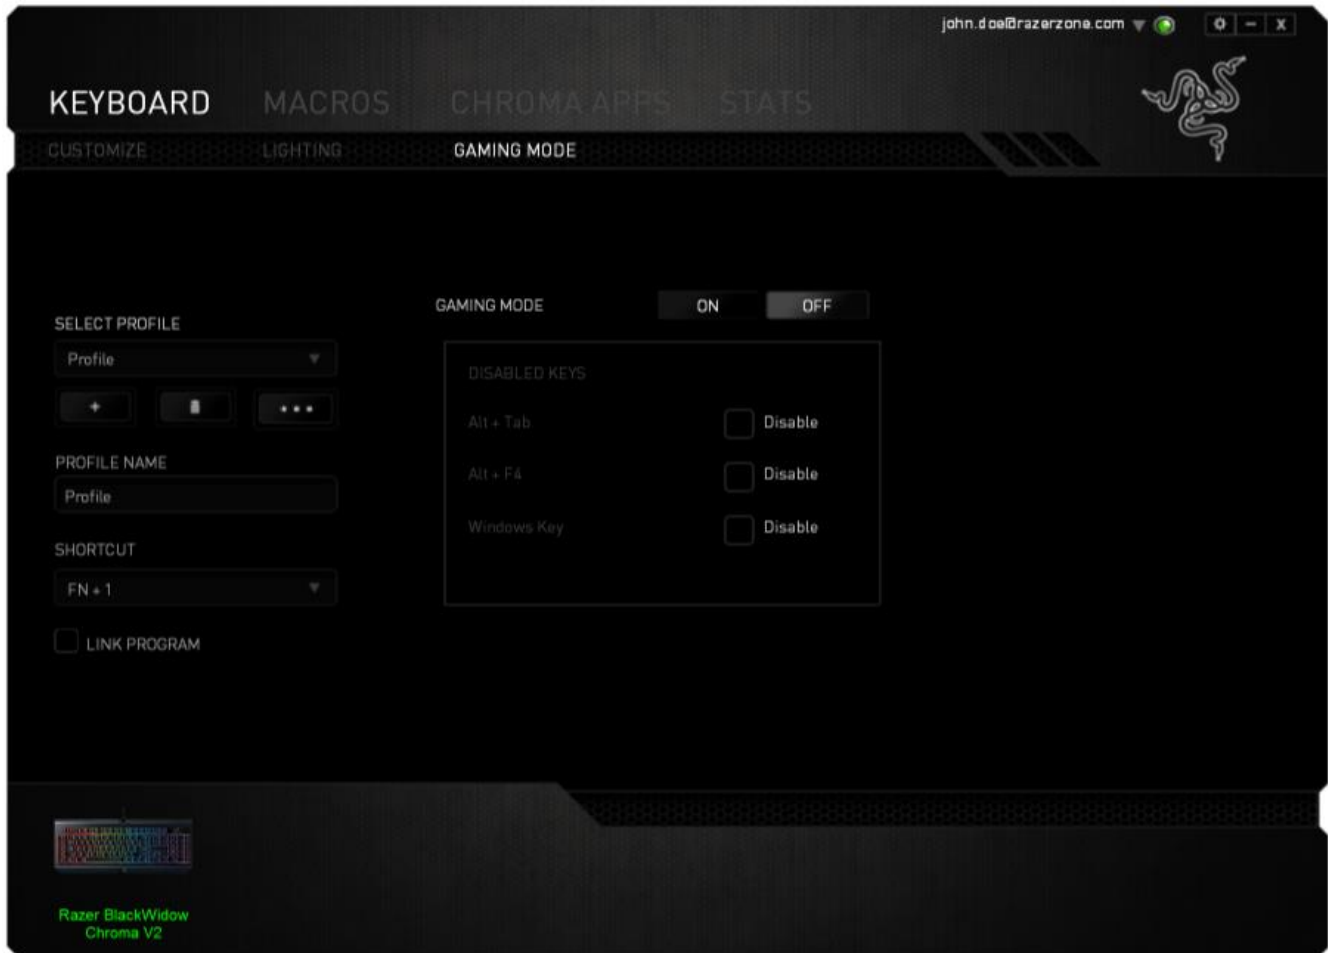 john.doe@razerzone.com
KEYBOARD MACROS CHROMA APPS STATS
CUSTOMIZE LIGHTING GAMING MODE
GAMING MODE ON OFF
SELECT PROFILE
Profile
DISABLED KEYS
Alt + Tab Disable
PROFILE NAME
Alt + F4 Disable
Profile
Windows Key Disable
SHORTCUT
FN + 1
LINK PROGRAM
Razer BlackWidow
Chroma V2